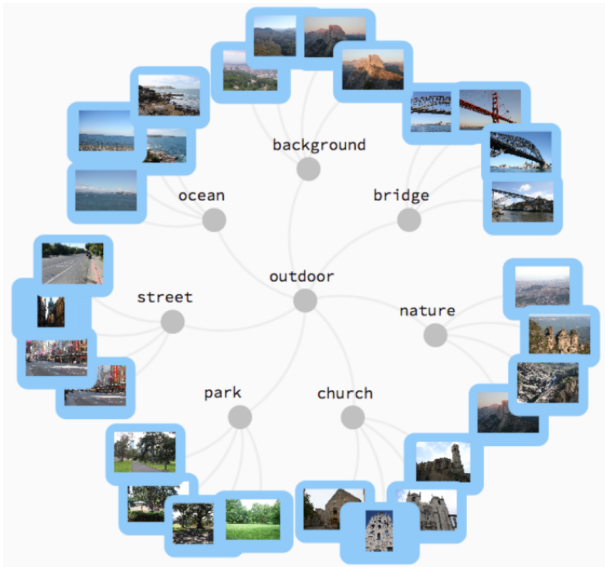 background
ocean
bridge
outdoor
street
nature
park
church